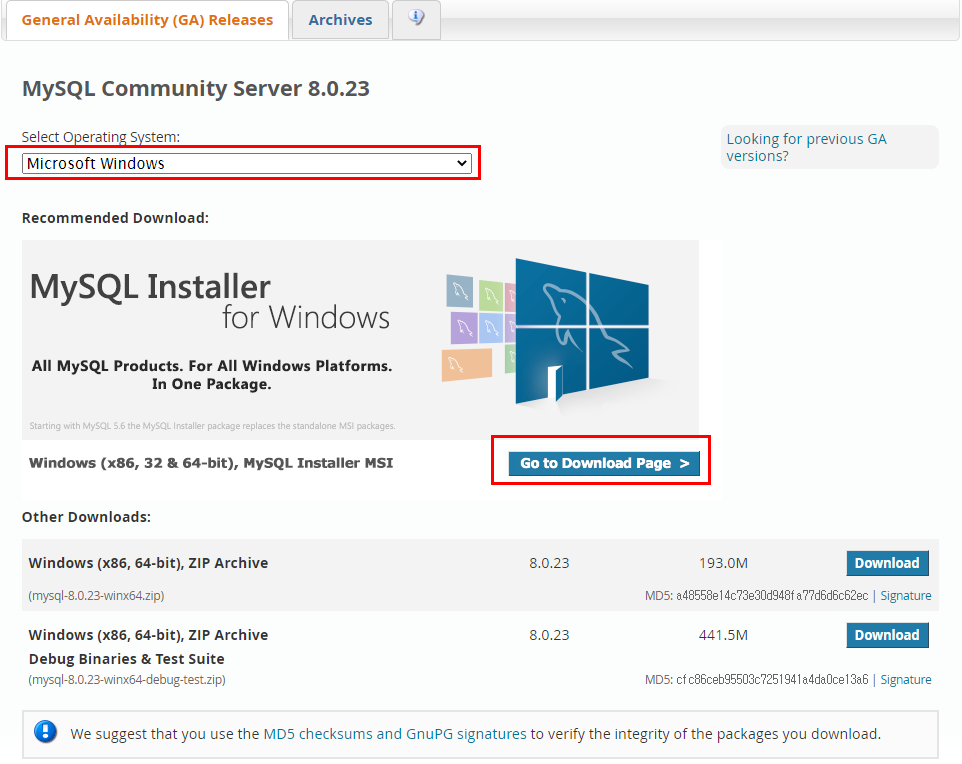 General Availability (GA) Releases
Archives
MySQL Community Server 8.0.23
Select Operating System:
Microsoft Windows
Looking for previous GA
versions?
Recommended Download:
MySQL Installer
for Windows
All MySQL Products. For All Windows Platforms.
In One Package.
Starting with MySQL 5.6 the MySQL Installer package replaces the standalone MSI packages.
Windows (x86, 32 & 64-bit), MySQL Installer MSI
Go to Download Page >
Other Downloads:
Windows (x86, 64-bit), ZIP Archive 8.0.23 193.0M Download
(mysql-8.0.23-winx64.zip) MD5: a48558e14c73e30d948fa77d6d6c62ec | Signature
Windows (x86, 64-bit), ZIP Archive 8.0.23 441.5M Download
Debug Binaries & Test Suite
(mysql-8.0.23-winx64-debug-test.zip) MD5: cfc86ceb95503c7251941a4da0ce13a6 | Signature
We suggest that you use the MD5 checksums and GnuPG signatures to verify the integrity of the packages you download.